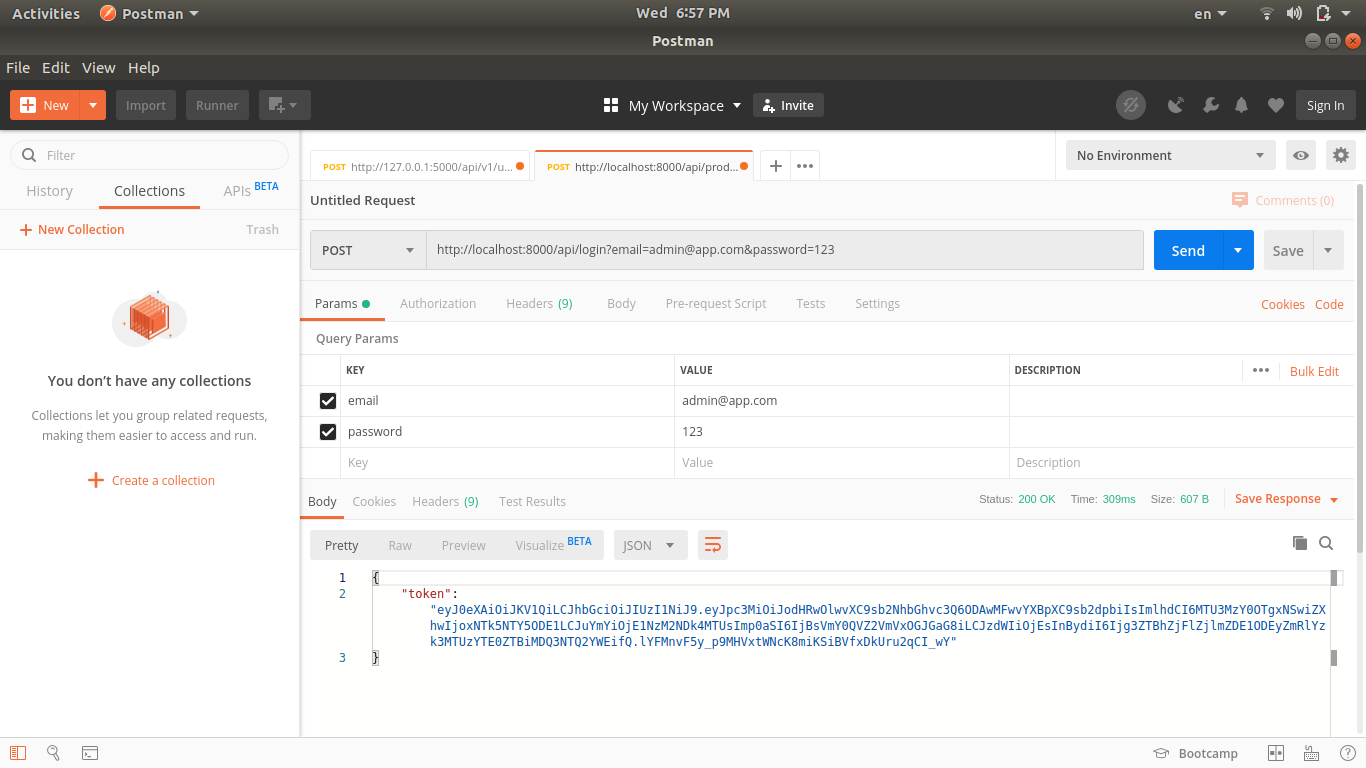 Activities Postman Wed 6:57 PM en
Postman
File Edit View Help
New Import Runner My Workspace Invite Sign In
Filter
History Collections APIs BETA
New Collection Trash
You don't have any collections
Collections let you group related requests,
making them easier to access and run.
Create a collection
POST http://127.0.0.1:5000/api/v1/u... POST http://localhost:8000/api/prod... No Environment
Untitled Request Comments (0)
POST http://localhost:8000/api/login?email=admin@app.com&password=123 Send Save
Params Authorization Headers (9) Body Pre-request Script Tests Settings Cookies Code
Query Params
KEY VALUE DESCRIPTION Bulk Edit
email admin@app.com
password 123
Key Value Description
Body Cookies Headers (9) Test Results Status: 200 OK Time: 309ms Size: 607 B Save Response
Pretty Raw Preview Visualize BETA JSON
1 {
2 "token":
"eyJ0eXAiOiJKV1QiLCJhbGciOiJIUzI1NiJ9.eyJpc3MiOiJodHRwOlwvXC9sb2NhbGhvc3Q6ODAwMFwvYXBpXC9sb2dpbiIsImlhdCI6MTU3MzY0OTgxNSwiZX
hwIjoxNTk5NTY5ODE1LCJuYmYiOjE1NzM2NDk4MTUsImp0aSI6IjBsVmY0QVZ2VmVxOGJGaG8iLCJzdWIiOjEsInBydiI6Ijg3ZTBhZjFlZjlmZDE1ODEyZmRlYz
k3MTUzYTE0ZTBiMDQ3NTQ2YWEifQ.lYFMnvF5y_p9MHVxtWNcK8miKSiBVfxDkUru2qCI_wY"
3 }
Bootcamp